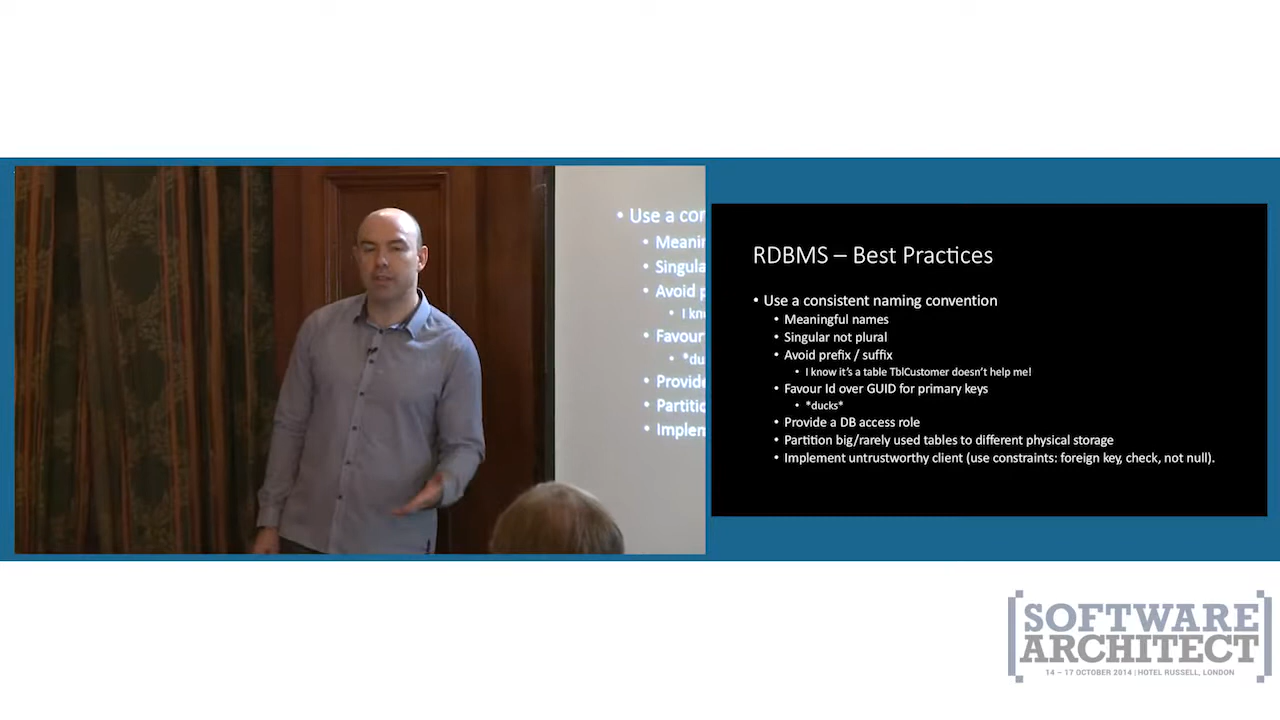 • Use a cor
• Meanin
• Singula
• Avoid p
• I kn
• Favour
• *du
• Provide
• Partitio
• Implem
RDBMS – Best Practices
• Use a consistent naming convention
• Meaningful names
• Singular not plural
• Avoid prefix / suffix
• I know it's a table TblCustomer doesn't help me!
• Favour Id over GUID for primary keys
• *ducks*
• Provide a DB access role
• Partition big/rarely used tables to different physical storage
• Implement untrustworthy client (use constraints: foreign key, check, not null).
[SOFTWARE
ARCHITECT]
14 – 17 OCTOBER 2014 | HOTEL RUSSELL, LONDON